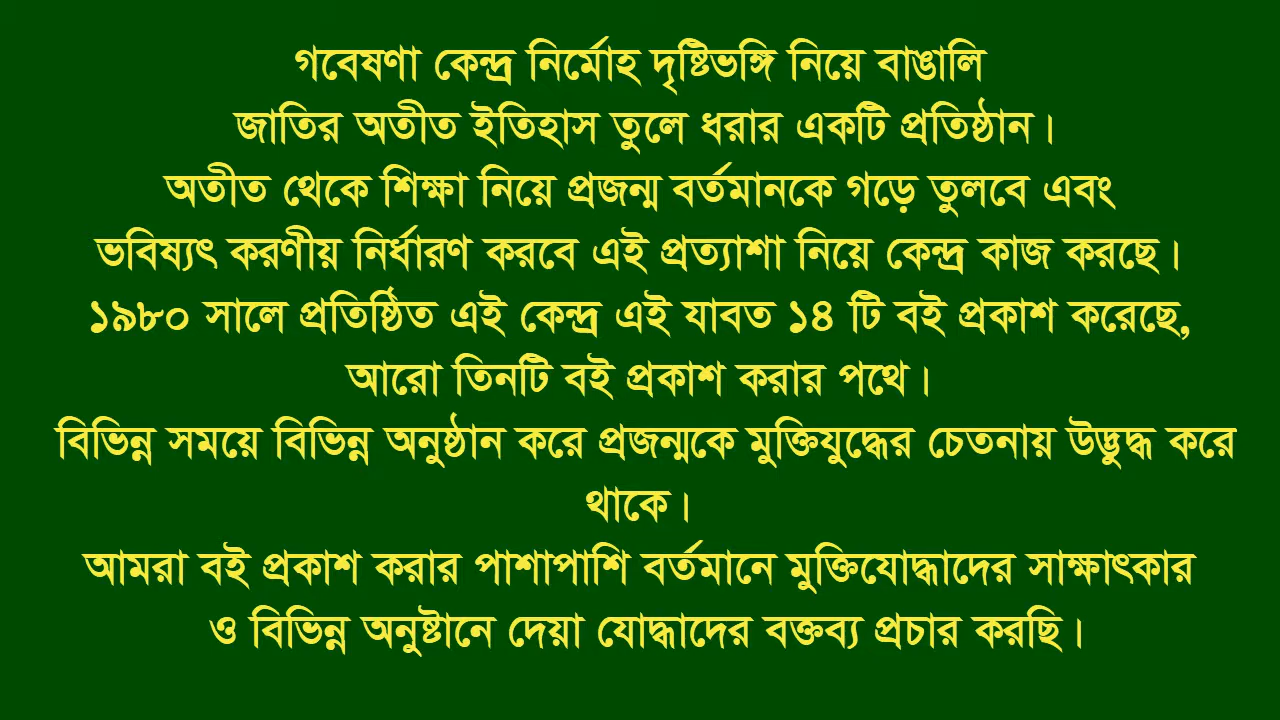 গবেষণা কেন্দ্র নির্মোহ দৃষ্টিভঙ্গি নিয়ে বাঙালি
জাতির অতীত ইতিহাস তুলে ধরার একটি প্রতিষ্ঠান।
অতীত থেকে শিক্ষা নিয়ে প্রজন্ম বর্তমানকে গড়ে তুলবে এবং
ভবিষ্যৎ করণীয় নির্ধারণ করবে এই প্রত্যাশা নিয়ে কেন্দ্র কাজ করছে।
১৯৮০ সালে প্রতিষ্ঠিত এই কেন্দ্র এই যাবত ১৪ টি বই প্রকাশ করেছে,
আরো তিনটি বই প্রকাশ করার পথে।
বিভিন্ন সময়ে বিভিন্ন অনুষ্ঠান করে প্রজন্মকে মুক্তিযুদ্ধের চেতনায় উদ্ভুদ্ধ করে
থাকে।
আমরা বই প্রকাশ করার পাশাপাশি বর্তমানে মুক্তিযোদ্ধাদের সাক্ষাৎকার
ও বিভিন্ন অনুষ্টানে দেয়া যোদ্ধাদের বক্তব্য প্রচার করছি।